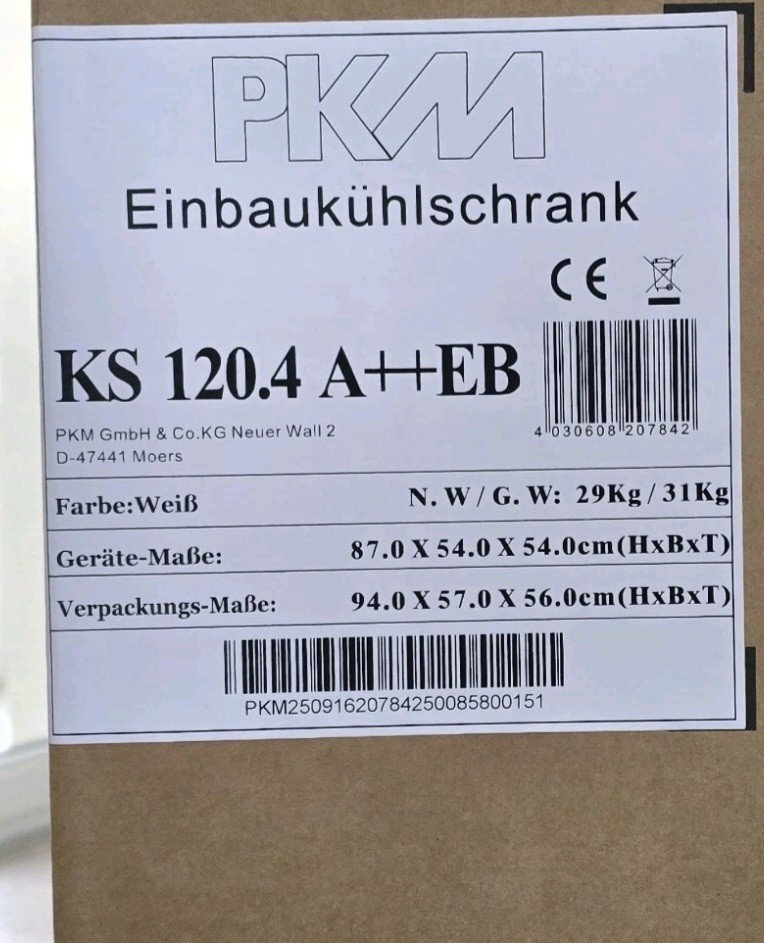 PKM
Einbaukühlschrank
CE
KS 120.4 A++EB
4 030608 207842
PKM GmbH & Co.KG Neuer Wall 2
D-47441 Moers
Farbe:Weiß N. W / G. W: 29Kg / 31Kg
Geräte-Maße: 87.0 X 54.0 X 54.0cm(HxBxT)
Verpackungs-Maße: 94.0 X 57.0 X 56.0cm(HxBxT)
PKM25091620784250085800151